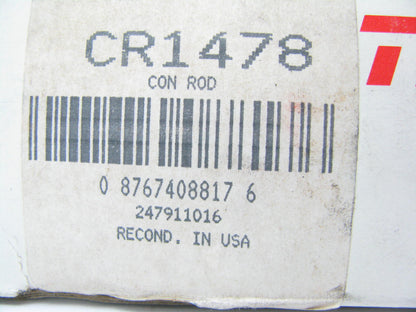 CR1478
CON ROD
0 8767408817 6
247911016
RECOND. IN USA